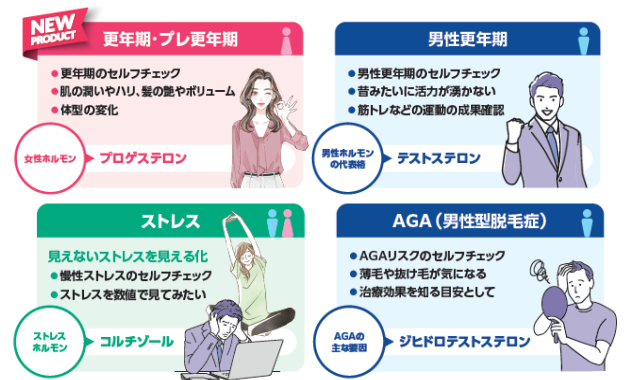 NEW
PRODUCT
更年期・プレ更年期
●更年期のセルフチェック
●肌の潤いやハリ、髪の艶やボリューム
●体型の変化
女性ホルモン
プロゲステロン
男性更年期
●男性更年期のセルフチェック
●昔みたいに活力が湧かない
●筋トレなどの運動の成果確認
男性ホルモン
の代表格
テストステロン
ストレス
見えないストレスを見える化
●慢性ストレスのセルフチェック
●ストレスを数値で見てみたい
ストレス
ホルモン
コルチゾール
AGA（男性型脱毛症）
●AGAリスクのセルフチェック
●薄毛や抜け毛が気になる
●治療効果を知る目安として
AGAの
主な要因
ジヒドロテストステロン